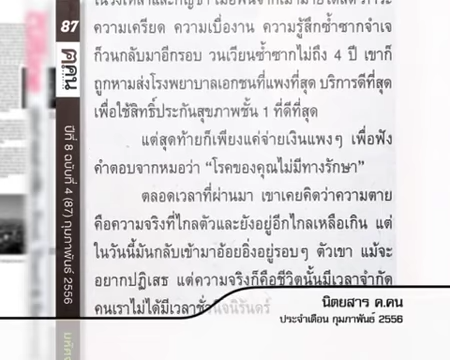 ความเครียด ความเบื่องาน ความรู้สึกซ้ำซากจำเจ
ก็วนกลับมาอีกรอบ วนเวียนซ้ำซากไม่ถึง 4 ปี เขาก็
ถูกหามส่งโรงพยาบาลเอกชนที่แพงที่สุด บริการดีที่สุด
เพื่อใช้สิทธิ์ประกันสุขภาพชั้น 1 ที่ดีที่สุด
แต่สุดท้ายก็เพียงแค่จ่ายเงินแพงๆ เพื่อฟัง
คำตอบจากหมอว่า “โรคของคุณไม่มีทางรักษา”
ตลอดเวลาที่ผ่านมา เขาเคยคิดว่าความตาย
คือความจริงที่ไกลตัวและยังอยู่อีกไกลเหลือเกิน แต่
ในวันนี้มันกลับเข้ามาอ้อยอิ่งอยู่รอบๆ ตัวเขา แม้จะ
อยากปฏิเสธ แต่ความจริงก็คือชีวิตนั้นมีเวลาจำกัด
คนเราไม่ได้มีเวลาชั่วนิจนิรันดร์
87
ฅคน
ปีที่ 8 ฉบับที่ 4 (87) กุมภาพันธ์ 2556
นิตยสาร ค.คน
ประจำเดือน กุมภาพันธ์ 2556